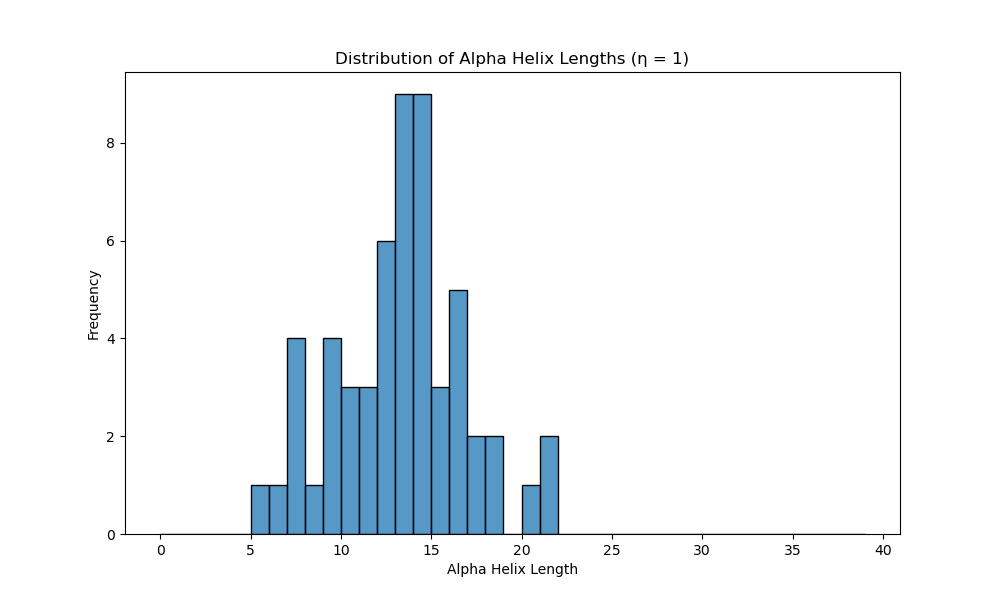 Distribution of Alpha Helix Lengths (η = 1)
8
6
4
2
0
Frequency
0 5 10 15 20 25 30 35 40
Alpha Helix Length